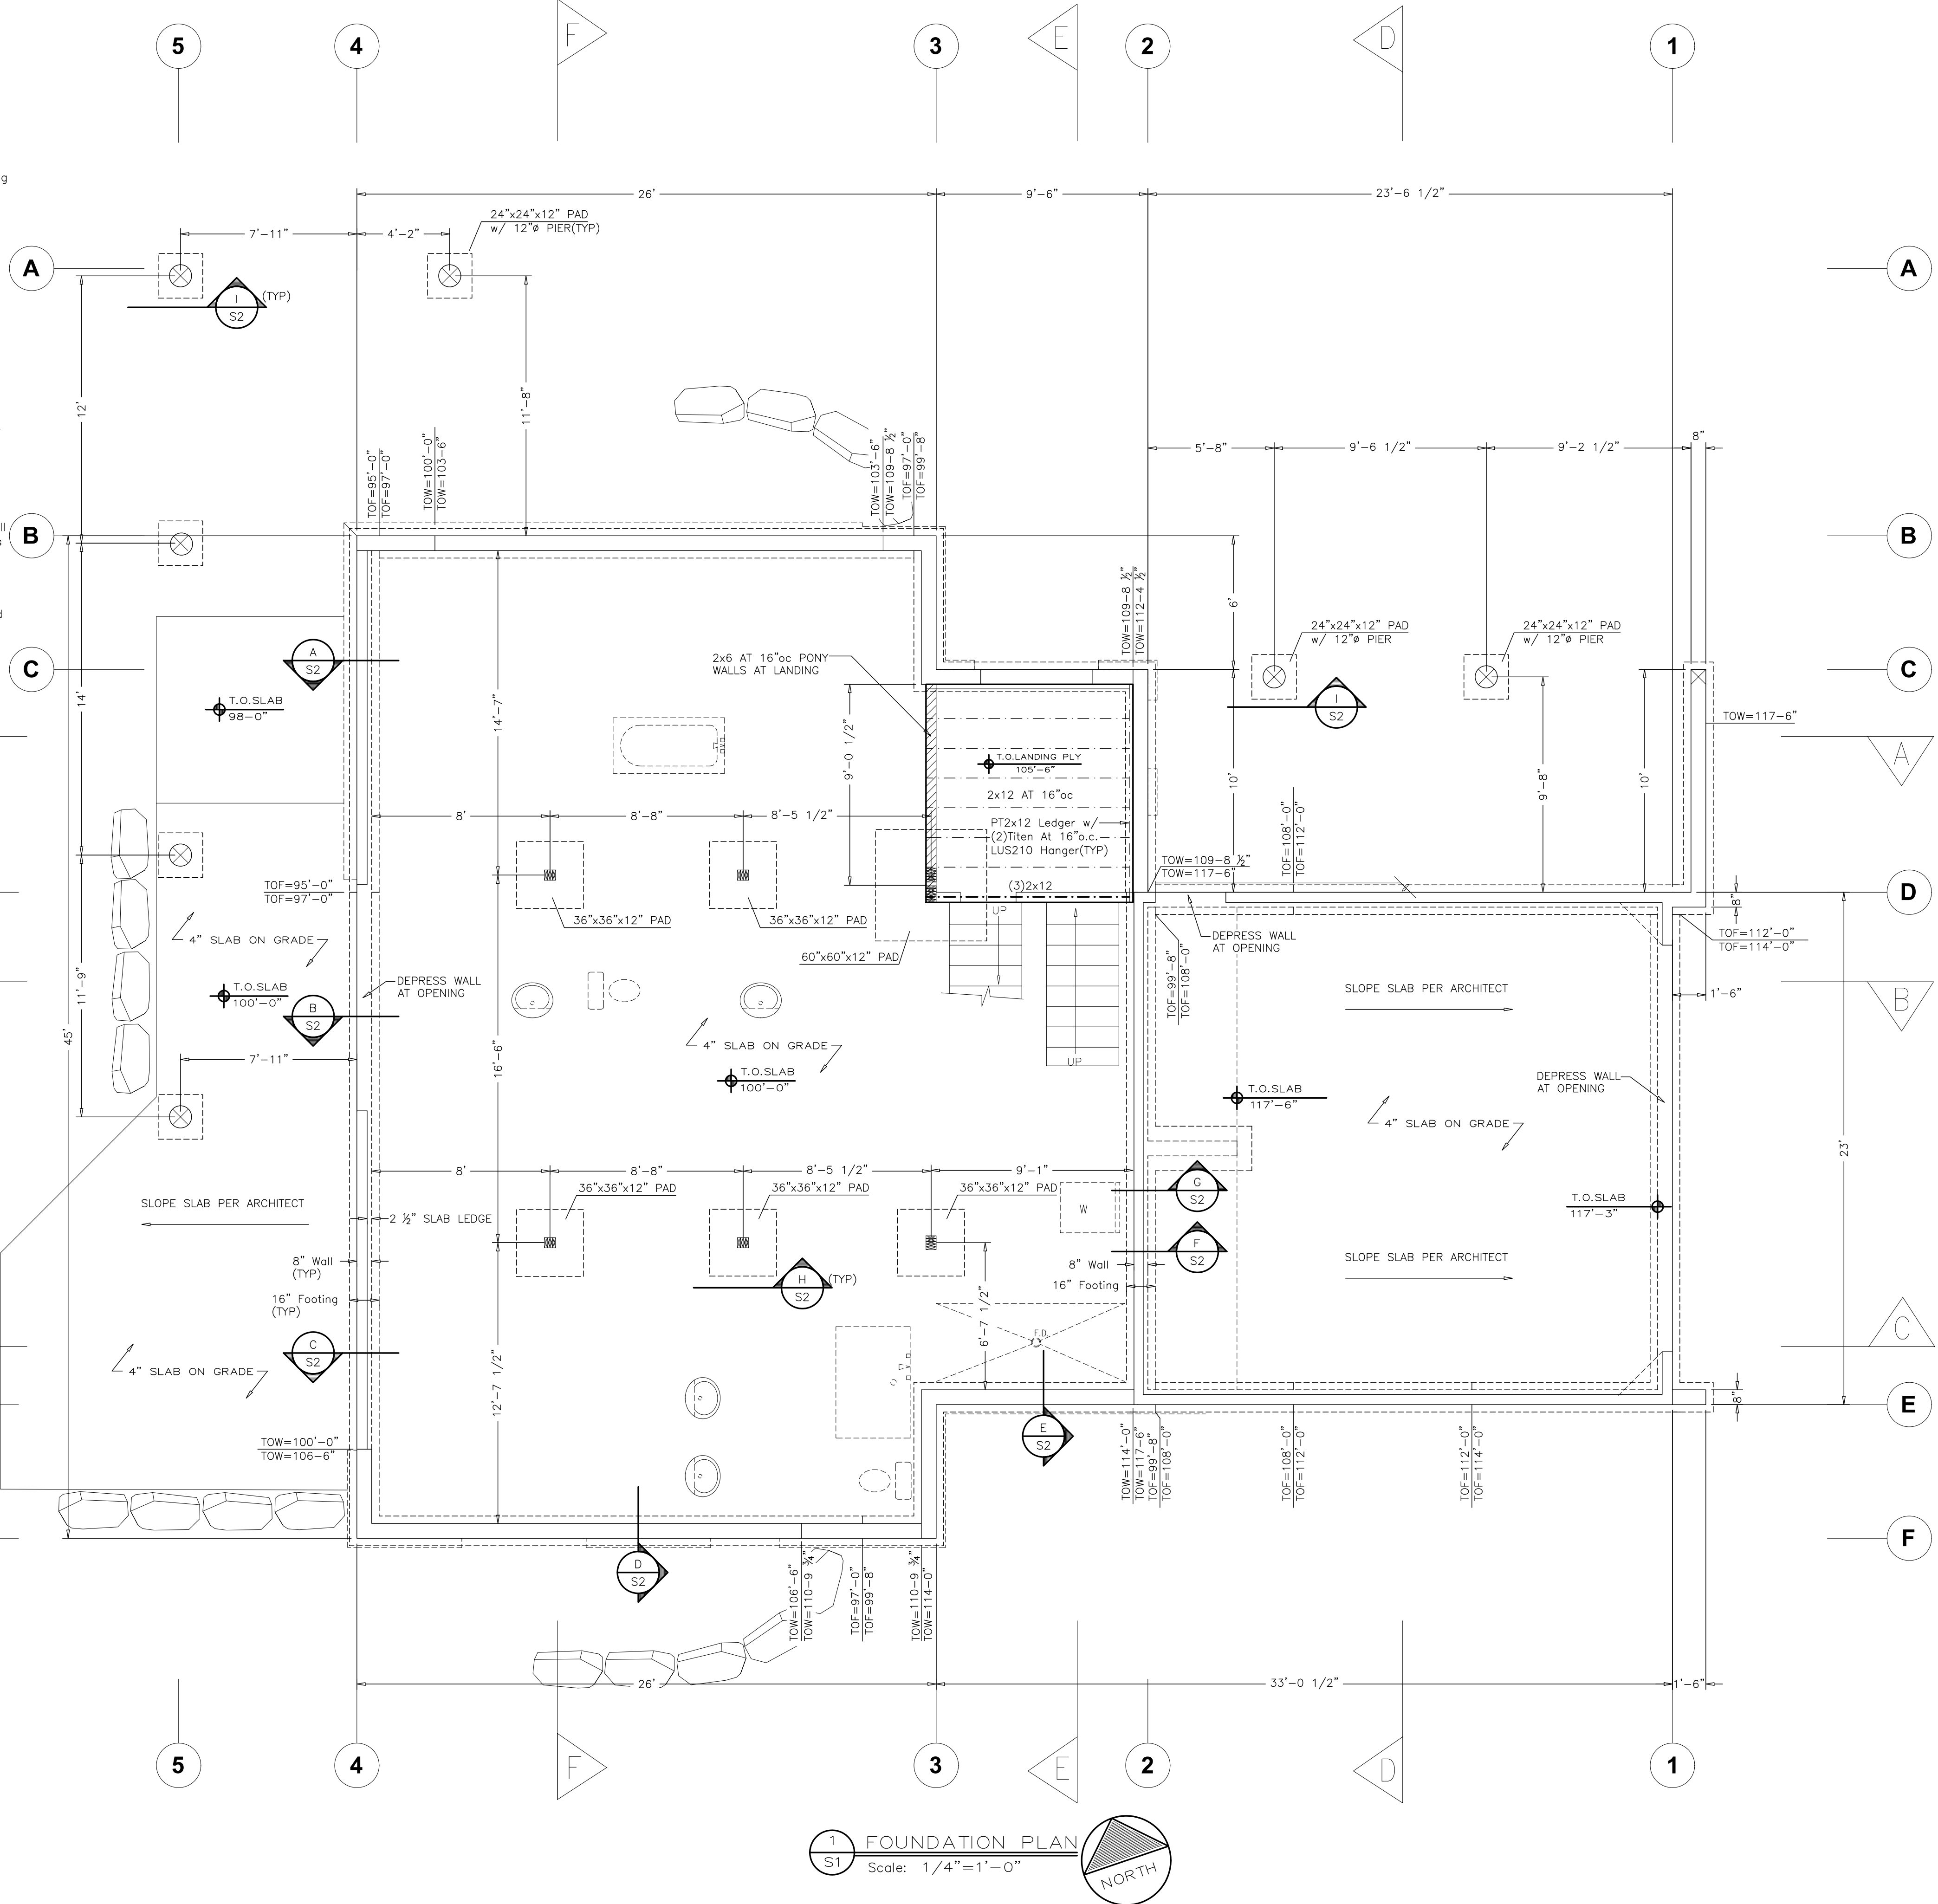 5
4
F
3
E
2
D
1
g
26'
9'-6"
23'-6 1/2"
24"x24"x12" PAD
w/ 12"ø PIER(TYP)
7'-11"
4'-2"
A
A
I
S2
(TYP)
12'
11'-8"
TOF=95'-0"
TOF=97'-0"
TOW=100'-0"
TOW=103'-6"
TOW=103'-6"
TOW=109-8 ½"
TOF=97'-0"
TOF=99'-8"
5'-8"
9'-6 1/2"
9'-2 1/2"
8"
ll
B
s
B
d
TOW=109-8 ½"
TOW=112-4 ½"
6'
24"x24"x12" PAD
w/ 12"ø PIER
24"x24"x12" PAD
w/ 12"ø PIER
A
S2
C
C
2x6 AT 16"oc PONY
WALLS AT LANDING
14'
T.O.SLAB
98-0"
14'-7"
9'-0 1/2"
I
S2
TOW=117-6"
A
T.O.LANDING PLY
105'-6"
2x12 AT 16"oc
10'
9'-8"
10'
8'
8'-8"
8'-5 1/2"
PT2x12 Ledger w/
(2)Titen At 16"o.c.
LUS210 Hanger(TYP)
TOF=108'-0"
TOF=112'-0"
TOW=109-8 ½"
TOW=117-6"
TOF=95'-0"
TOF=97'-0"
(3)2x12
D
8"
UP
36"x36"x12" PAD
36"x36"x12" PAD
4" SLAB ON GRADE
60"x60"x12" PAD
DEPRESS WALL
AT OPENING
TOF=112'-0"
TOF=114'-0"
11'-9"
DEPRESS WALL
AT OPENING
T.O.SLAB
100'-0"
TOF=99'-8"
TOF=108'-0"
SLOPE SLAB PER ARCHITECT
1'-6"
B
B
S2
45'
7'-11"
16'-6"
4" SLAB ON GRADE
UP
T.O.SLAB
100'-0"
T.O.SLAB
117'-6"
DEPRESS WALL
AT OPENING
4" SLAB ON GRADE
23'
8'
8'-8"
8'-5 1/2"
9'-1"
36"x36"x12" PAD
36"x36"x12" PAD
36"x36"x12" PAD
G
S2
T.O.SLAB
117'-3"
SLOPE SLAB PER ARCHITECT
2 ½" SLAB LEDGE
W
F
S2
8" Wall
(TYP)
8" Wall
SLOPE SLAB PER ARCHITECT
H
S2
(TYP)
16" Footing
16" Footing
(TYP)
6'-7 1/2"
F.D.
C
C
S2
4" SLAB ON GRADE
12'-7 1/2"
8"
E
E
S2
TOW=100'-0"
TOW=106-6"
TOW=114'-0"
TOW=117-6"
TOF=99'-8"
TOF=108'-0"
TOF=108'-0"
TOF=112'-0"
TOF=112'-0"
TOF=114'-0"
F
D
S2
TOW=106'-6"
TOW=110-9 ¾"
TOF=97'-0"
TOF=99'-8"
TOW=110-9 ¾"
TOW=114-0"
26'
33'-0 1/2"
1'-6"
5
4
F
3
E
2
D
1
1
S1
FOUNDATION PLAN
Scale: 1/4"=1'-0"
NORTH